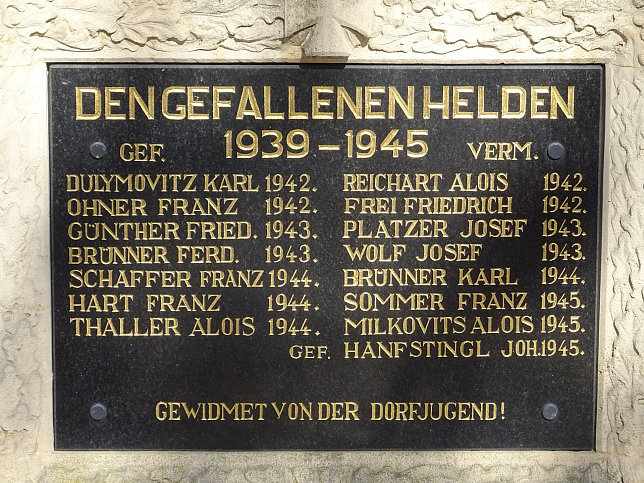 DEN GEFALLENEN HELDEN
GEF. 1939 – 1945 VERM.
DULYMOVITZ KARL 1942. REICHART ALOIS 1942.
OHNER FRANZ 1942. FREI FRIEDRICH 1942.
GÜNTHER FRIED. 1943. PLATZER JOSEF 1943.
BRÜNNER FERD. 1943. WOLF JOSEF 1943.
SCHAFFER FRANZ 1944. BRÜNNER KARL 1944.
HART FRANZ 1944. SOMMER FRANZ 1945.
THALLER ALOIS 1944. MILKOVITS ALOIS 1945.
GEF. HANFSTINGL JOH. 1945.
GEWIDMET VON DER DORFJUGEND!